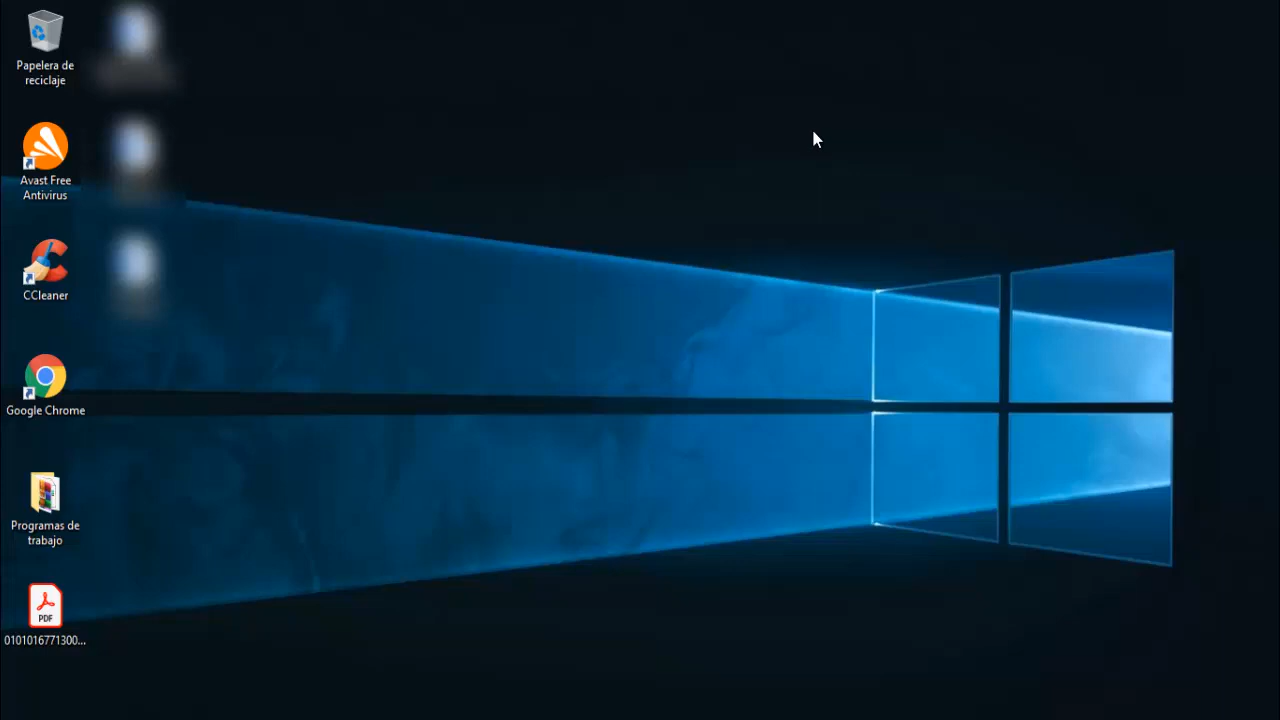 Papelera de
reciclaje
Avast Free
Antivirus
CCleaner
Google Chrome
Programas de
trabajo
PDF
0101016771300...